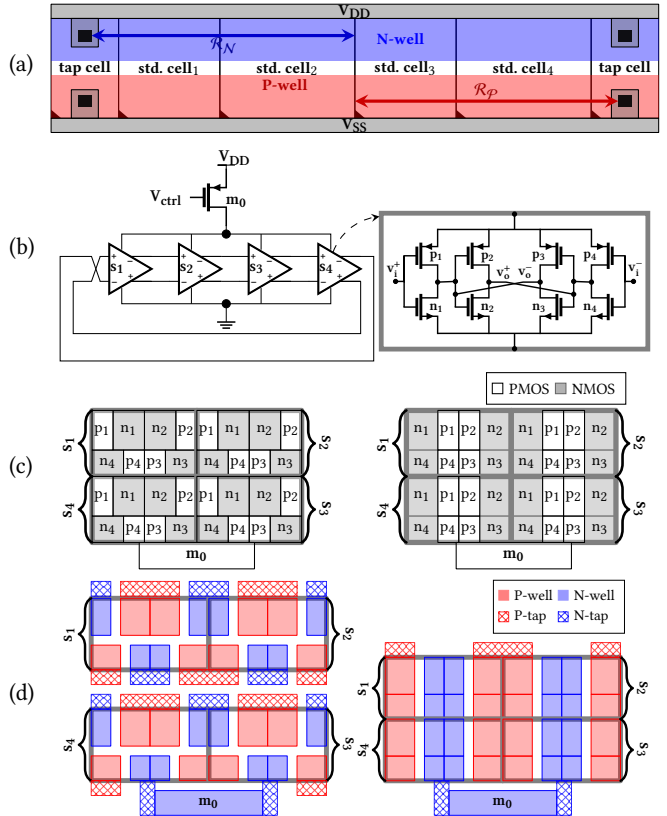 V_DD
R_N
N-well
(a)
tap cell std. cell_1 std. cell_2 std. cell_3 std. cell_4 tap cell
P-well
R_P
V_SS
V_DD
V_ctrl
m_0
(b)
+ − + − + − + −
s_1 s_2 s_3 s_4
− + − + − + − +
p_1 p_2 p_3 p_4
v_i^+ v_o^+ v_o^- v_i^-
n_1 n_2 n_3 n_4
PMOS NMOS
(c)
s_1
p_1 n_1 n_2 p_2 p_1 n_1 n_2 p_2
n_4 p_4 p_3 n_3 n_4 p_4 p_3 n_3
s_2
s_4
p_1 n_1 n_2 p_2 p_1 n_1 n_2 p_2
n_4 p_4 p_3 n_3 n_4 p_4 p_3 n_3
s_3
m_0
s_1
n_1 p_1 p_2 n_2 n_1 p_1 p_2 n_2
n_4 p_4 p_3 n_3 n_4 p_4 p_3 n_3
s_2
s_4
n_1 p_1 p_2 n_2 n_1 p_1 p_2 n_2
n_4 p_4 p_3 n_3 n_4 p_4 p_3 n_3
s_3
m_0
P-well N-well
P-tap N-tap
(d)
s_1
s_2
s_4
s_3
m_0
s_1
s_2
s_4
s_3
m_0